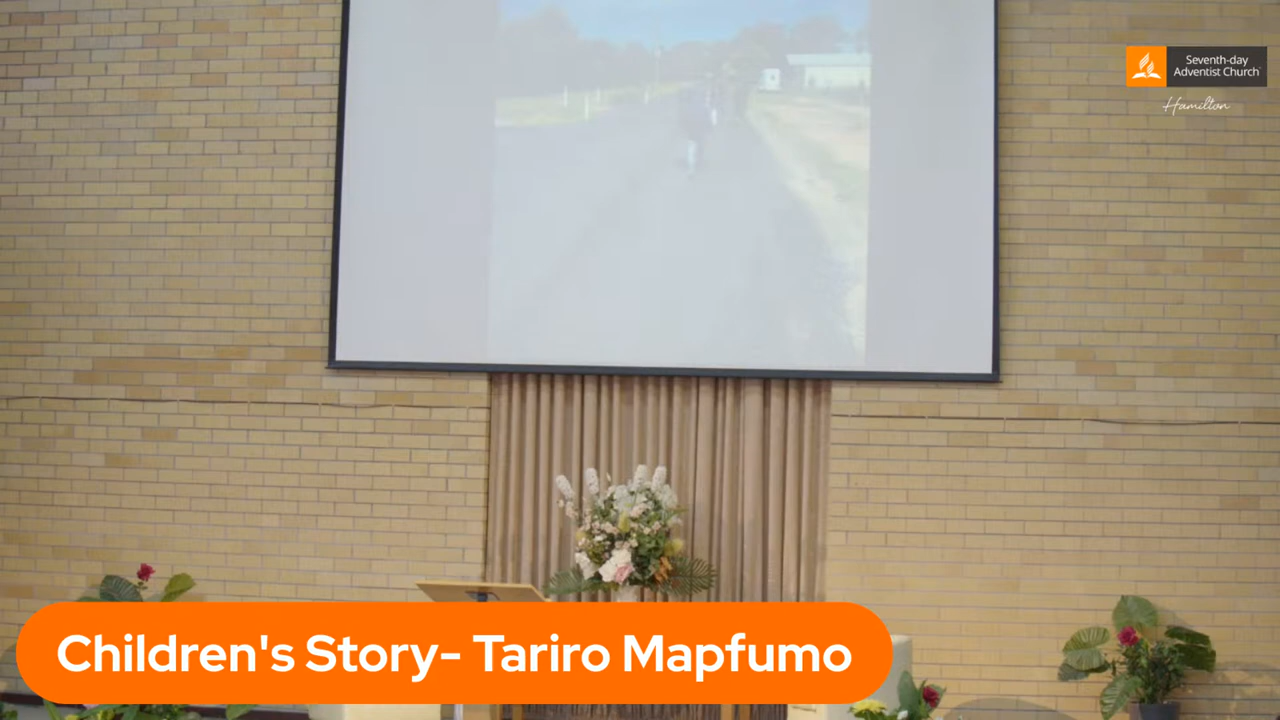 Seventh-day
Adventist Church
Hamilton
Children's Story- Tariro Mapfumo